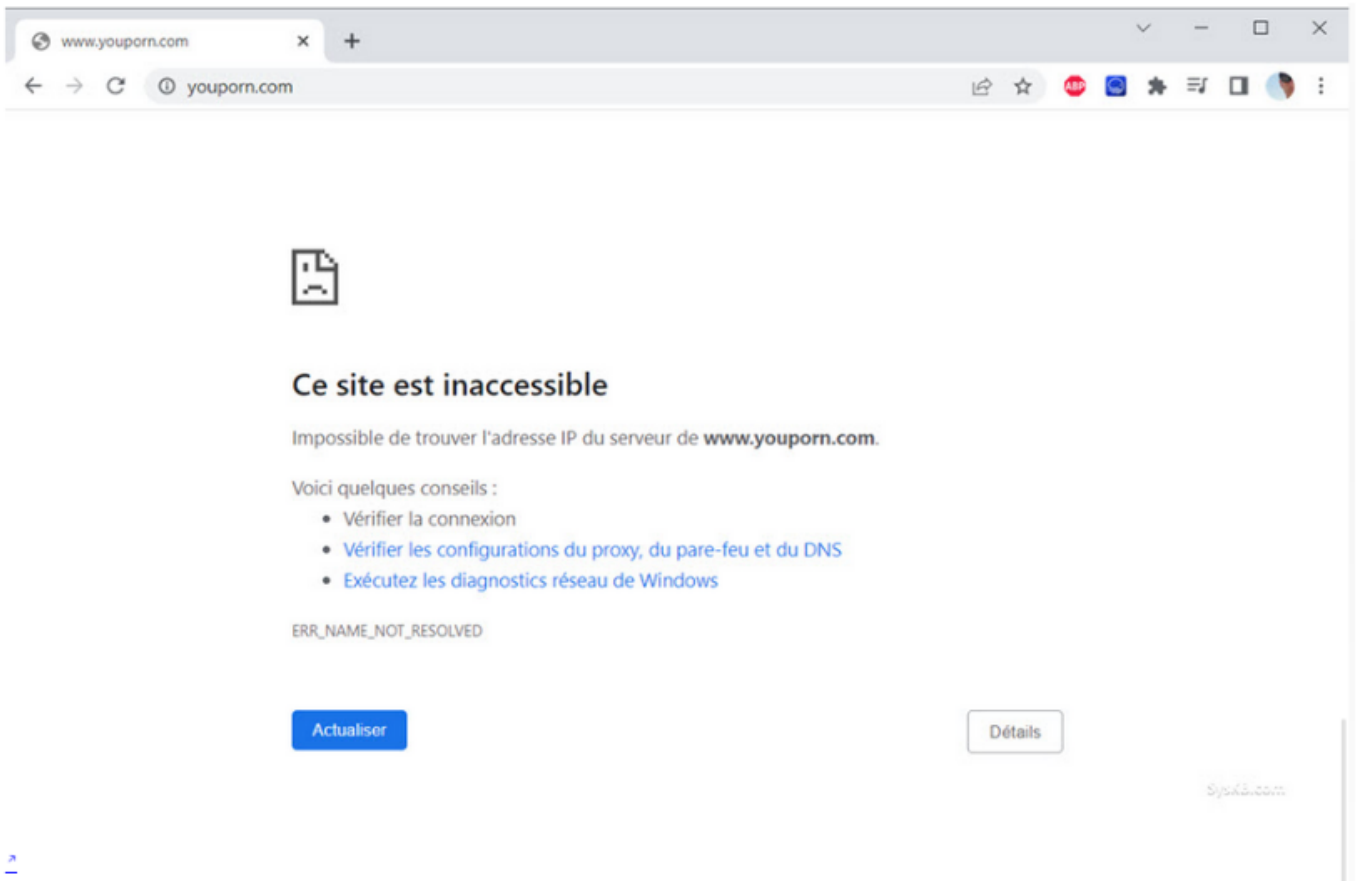 www.youporn.com
youporn.com
ABP
Ce site est inaccessible
Impossible de trouver l'adresse IP du serveur de www.youporn.com.
Voici quelques conseils :
• Vérifier la connexion
• Vérifier les configurations du proxy, du pare-feu et du DNS
• Exécutez les diagnostics réseau de Windows
ERR_NAME_NOT_RESOLVED
Actualiser
Détails
SysKB.com